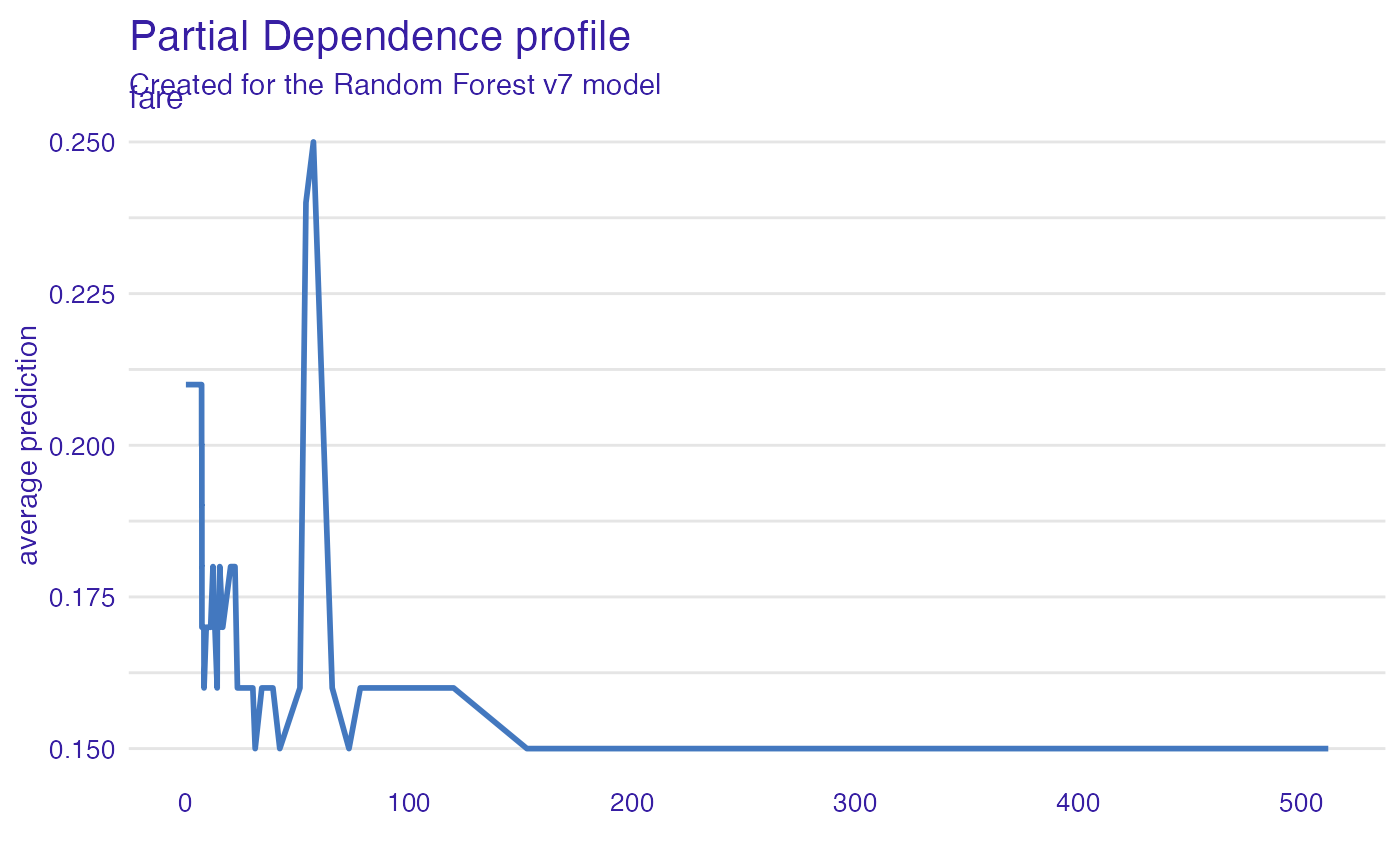 Partial Dependence profile
Created for the Random Forest v7 model
fare
0.250
0.225
0.200
0.175
0.150
average prediction
0 100 200 300 400 500